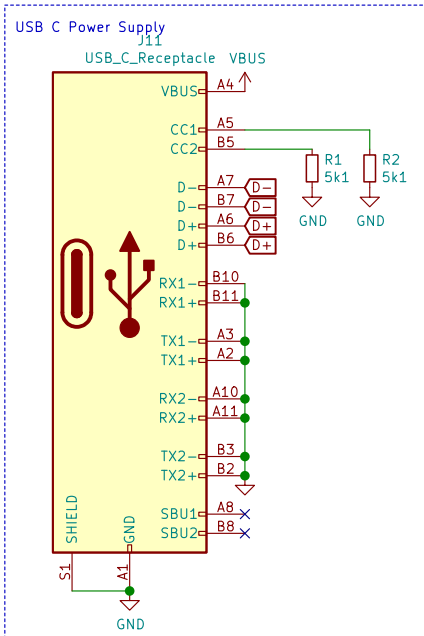 USB C Power Supply
J11
USB_C_Receptacle VBUS
VBUS A4
CC1 A5
CC2 B5 R1 R2
5k1 5k1
D- A7 D-
D- B7 D-
GND GND
D+ A6 D+
D+ B6 D+
RX1- B10
RX1+ B11
TX1- A3
TX1+ A2
RX2- A10
RX2+ A11
TX2- B3
TX2+ B2
SBU1 A8
SBU2 B8
SHIELD GND
S1 A1
GND